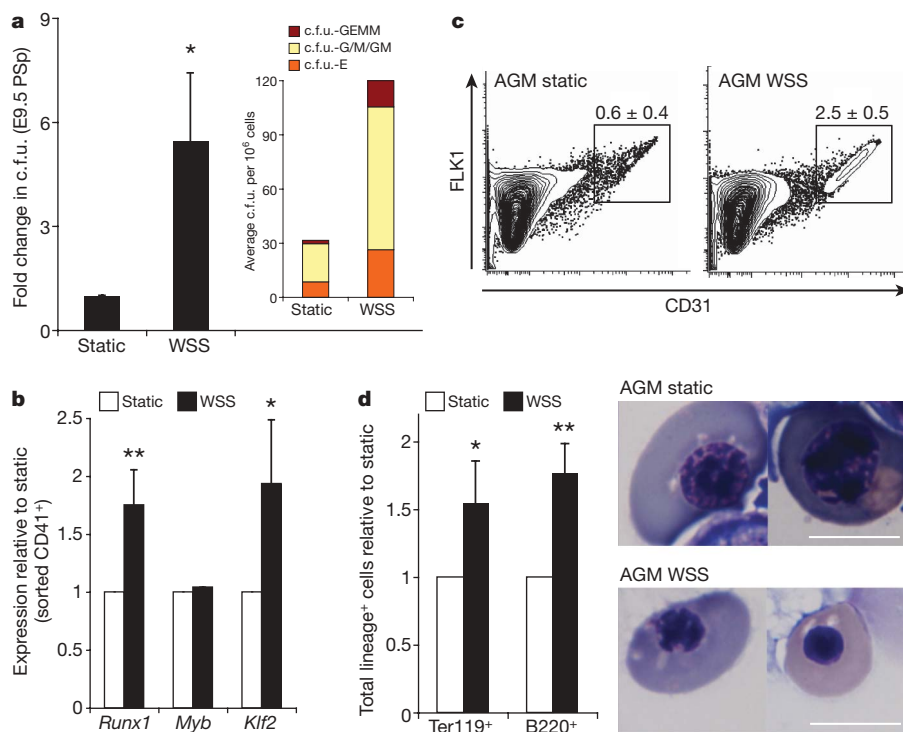 a
Fold change in c.f.u. (E9.5 PSp)
9
6
3
0
*
Static
WSS
c.f.u.-GEMM
c.f.u.-G/M/GM
c.f.u.-E
Average c.f.u. per 10⁶ cells
120
90
60
30
0
Static
WSS
c
AGM static
0.6 ± 0.4
AGM WSS
2.5 ± 0.5
FLK1
CD31
b
Static
WSS
Expression relative to static
(sorted CD41⁺)
2.5
2
1.5
1
0.5
0
**
*
Runx1
Myb
Klf2
d
Static
WSS
Total lineage⁺ cells relative to static
2
1.5
1
0.5
0
*
**
Ter119⁺
B220⁺
AGM static
AGM WSS